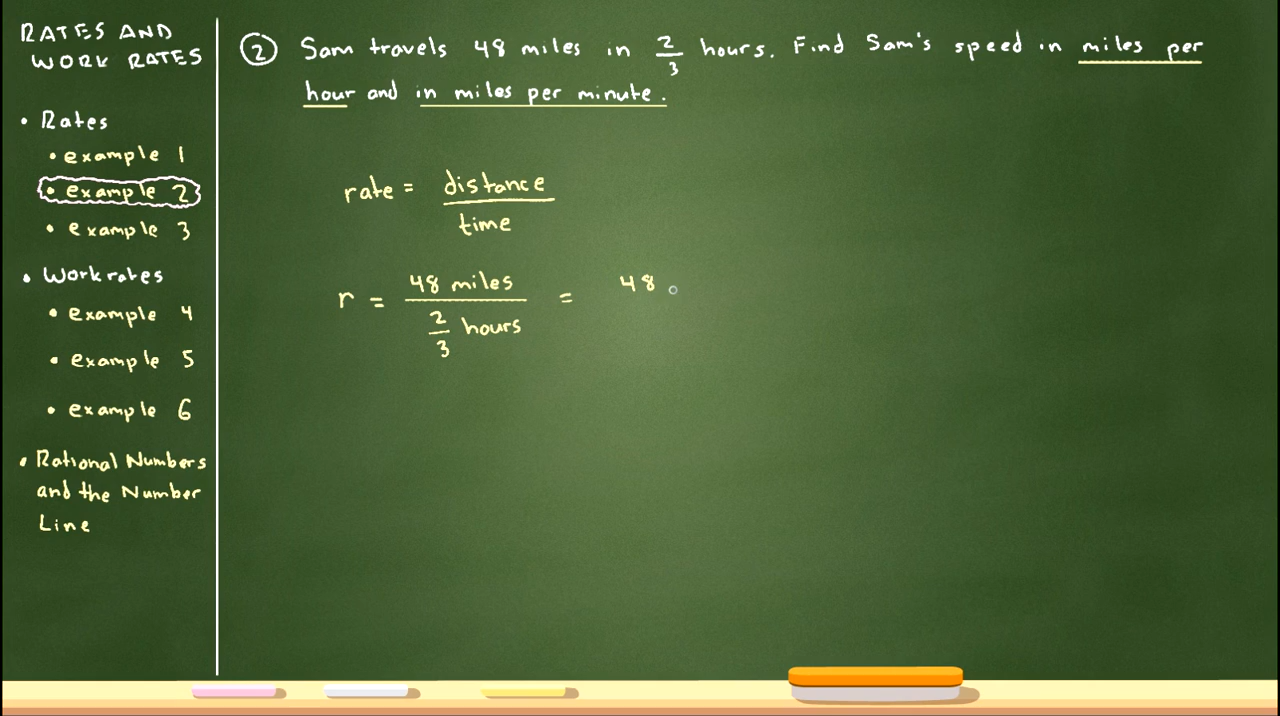 RATES AND
WORK RATES
• Rates
• example 1
• example 2
• example 3
• Work rates
• example 4
• example 5
• example 6
• Rational Numbers
and the Number
Line
② Sam travels 48 miles in 2/3 hours. Find Sam's speed in miles per
hour and in miles per minute.
rate = distance / time
r = 48 miles / 2/3 hours = 48